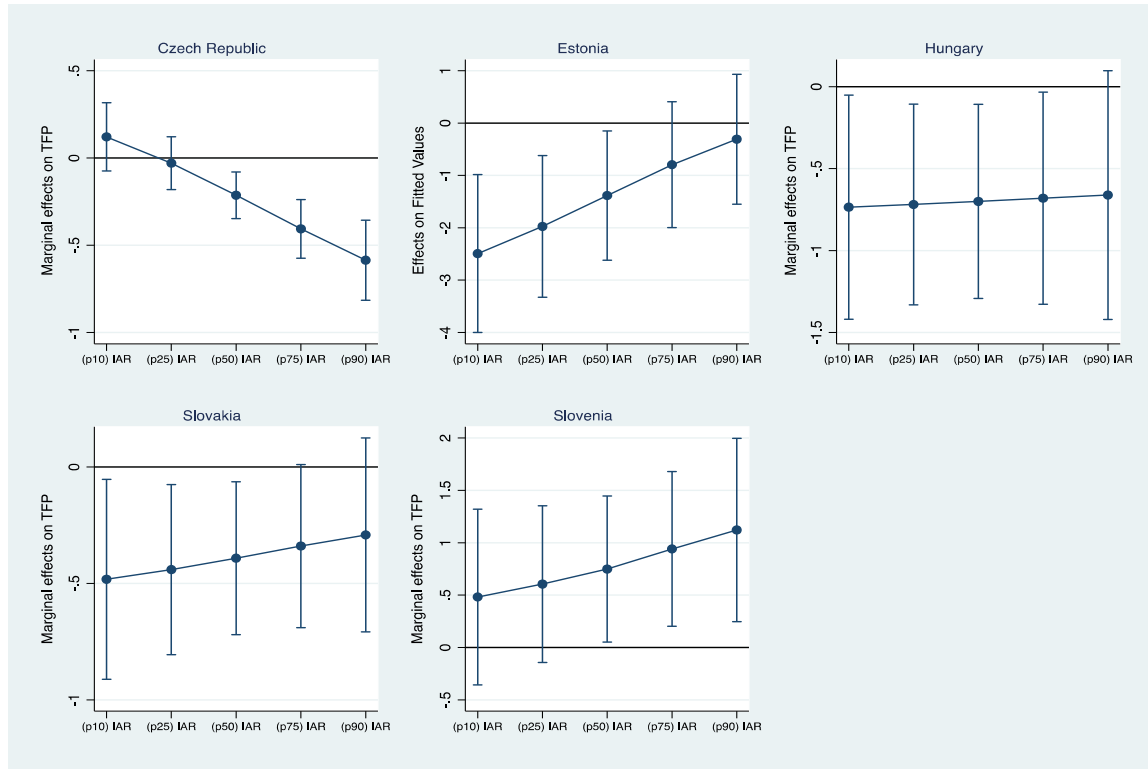 Czech Republic
Marginal effects on TFP
.5
0
-.5
-1
(p10) IAR (p25) IAR (p50) IAR (p75) IAR (p90) IAR
Estonia
Effects on Fitted Values
1
0
-1
-2
-3
-4
(p10) IAR (p25) IAR (p50) IAR (p75) IAR (p90) IAR
Hungary
Marginal effects on TFP
0
-.5
-1
-1.5
(p10) IAR (p25) IAR (p50) IAR (p75) IAR (p90) IAR
Slovakia
Marginal effects on TFP
0
-.5
-1
(p10) IAR (p25) IAR (p50) IAR (p75) IAR (p90) IAR
Slovenia
Marginal effects on TFP
2
1.5
1
.5
0
-.5
(p10) IAR (p25) IAR (p50) IAR (p75) IAR (p90) IAR